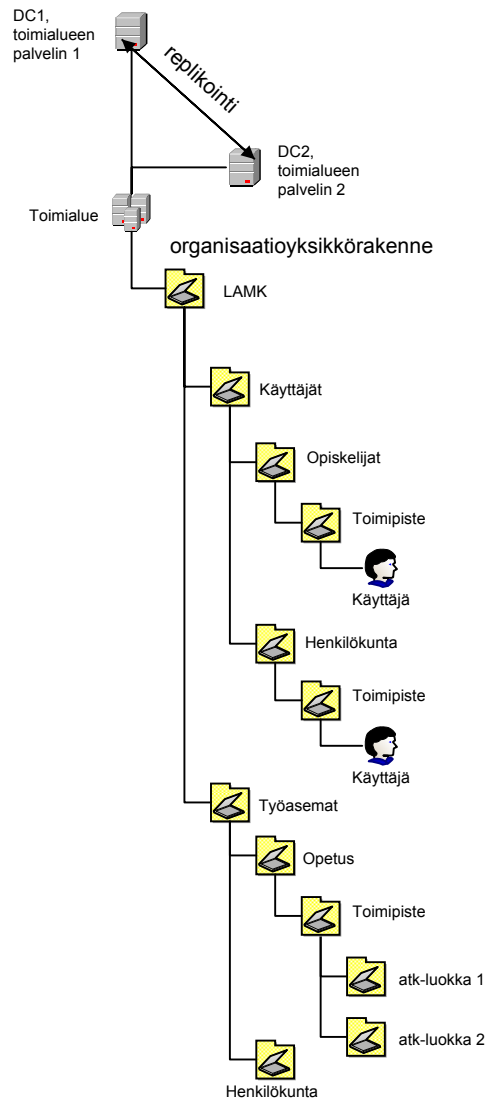 DC1,
toimialueen
palvelin 1
replikointi
DC2,
toimialueen
palvelin 2
Toimialue
organisaatioyksikkörakenne
LAMK
Käyttäjät
Opiskelijat
Toimipiste
Käyttäjä
Henkilökunta
Toimipiste
Käyttäjä
Työasemat
Opetus
Toimipiste
atk-luokka 1
atk-luokka 2
Henkilökunta